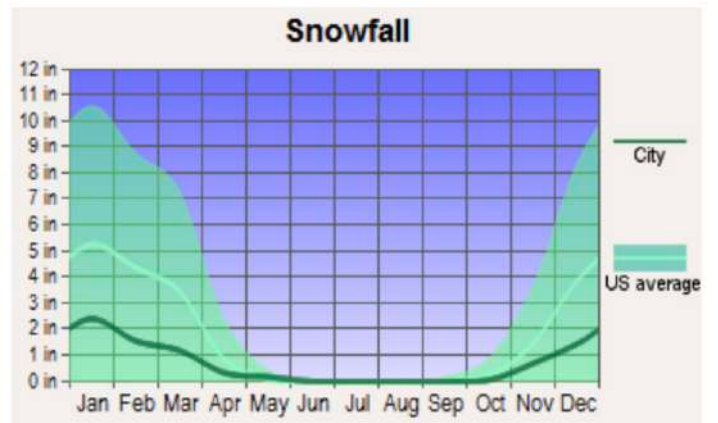 Snowfall
12 in
11 in
10 in
9 in
8 in
7 in
6 in
5 in
4 in
3 in
2 in
1 in
0 in
Jan Feb Mar Apr May Jun Jul Aug Sep Oct Nov Dec
City
US average